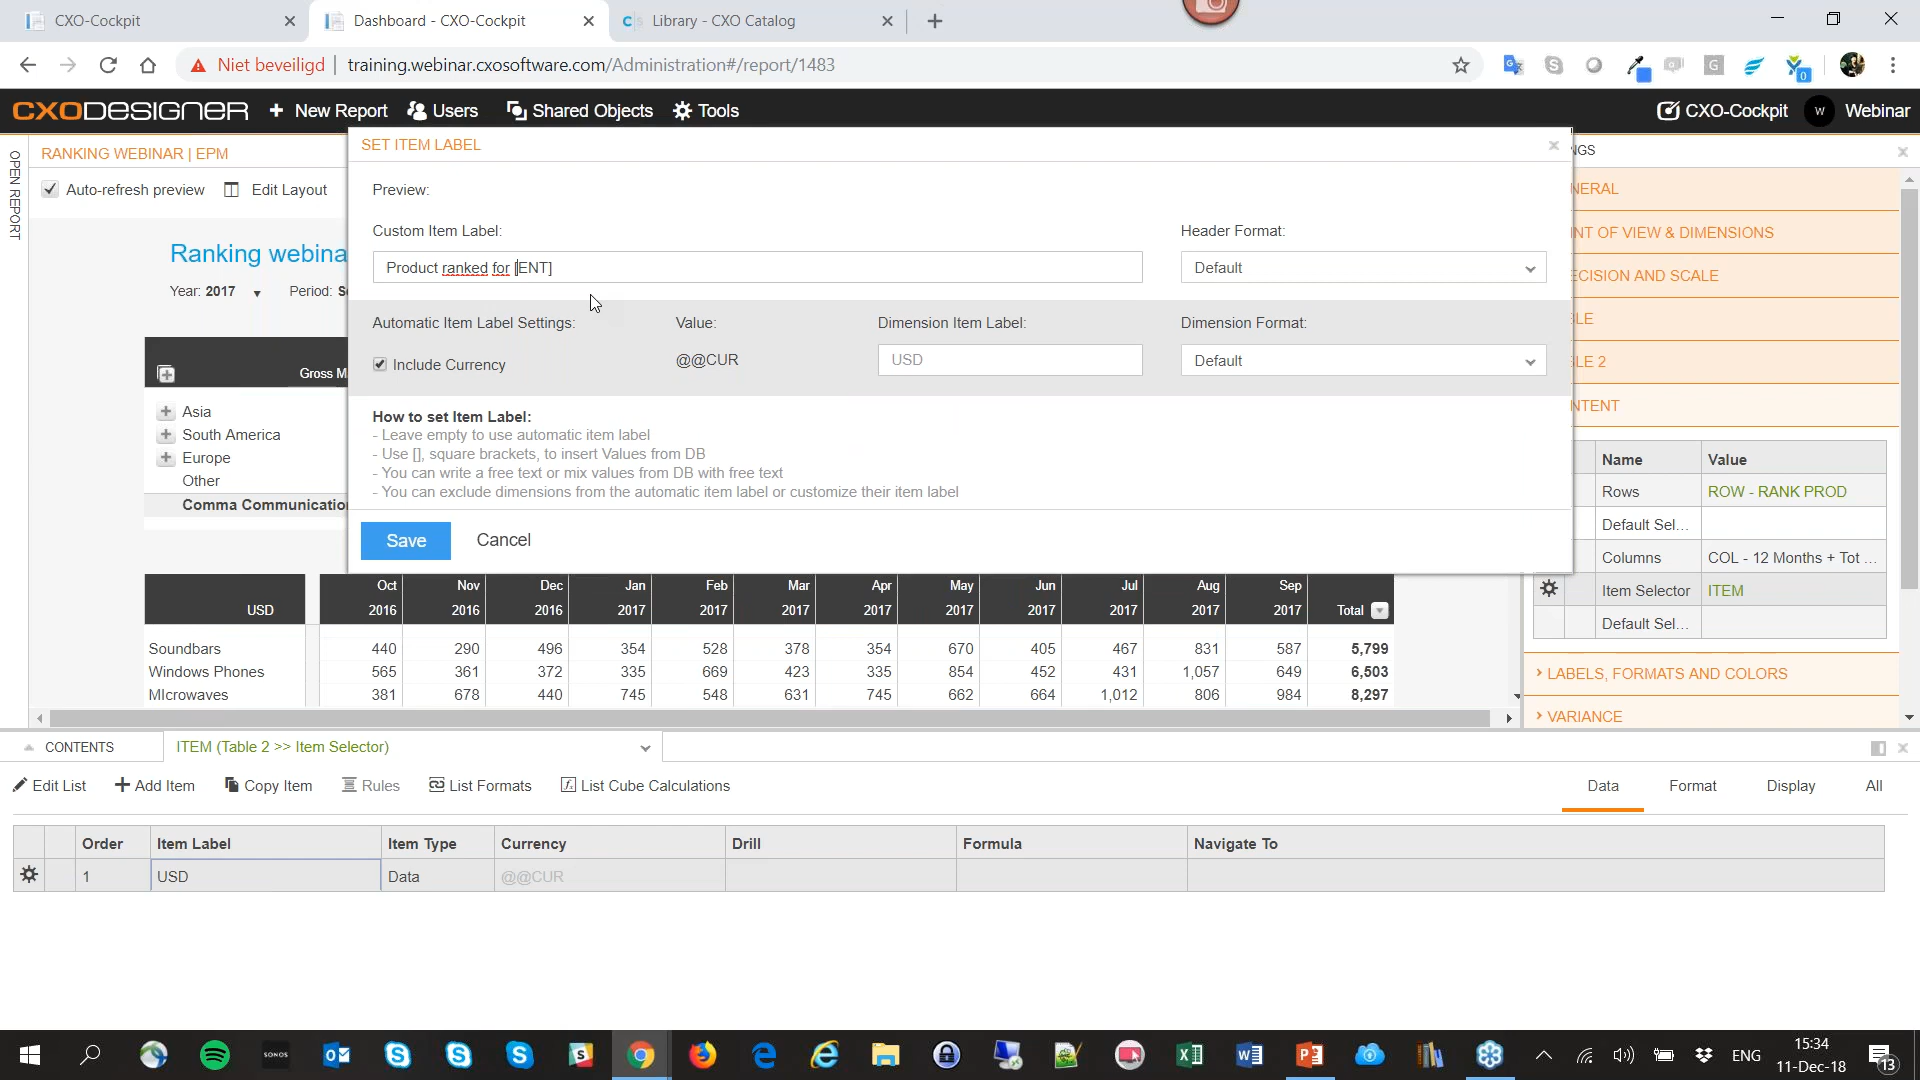 CXO-Cockpit
Dashboard - CXO-Cockpit
Library - CXO Catalog
Niet beveiligd
training.webinar.cxosoftware.com/Administration#/report/1483
CXODESIGNER
New Report
Users
Shared Objects
Tools
CXO-Cockpit
W
Webinar
OPEN REPORT
RANKING WEBINAR | EPM
Auto-refresh preview
Edit Layout
Ranking webina
Year: 2017
Period: S
Gross M
Asia
South America
Europe
Other
Comma Communicatio
SET ITEM LABEL
Preview:
Custom Item Label:
Header Format:
Product ranked for [ENT]
Default
Automatic Item Label Settings:
Value:
Dimension Item Label:
Dimension Format:
Include Currency
@@CUR
USD
Default
How to set Item Label:
- Leave empty to use automatic item label
- Use [], square brackets, to insert Values from DB
- You can write a free text or mix values from DB with free text
- You can exclude dimensions from the automatic item label or customize their item label
Save
Cancel
NGS
NERAL
INT OF VIEW & DIMENSIONS
ECISION AND SCALE
BLE
BLE 2
NTENT
Name Value
Rows ROW - RANK PROD
Default Sel...
Columns COL - 12 Months + Tot ...
Item Selector ITEM
Default Sel...
LABELS, FORMATS AND COLORS
VARIANCE
Oct Nov Dec Jan Feb Mar Apr May Jun Jul Aug Sep
USD 2016 2016 2016 2017 2017 2017 2017 2017 2017 2017 2017 2017 Total
Soundbars 440 290 496 354 528 378 354 670 405 467 831 587 5,799
Windows Phones 565 361 372 335 669 423 335 854 452 431 1,057 649 6,503
MIcrowaves 381 678 440 745 548 631 745 662 664 1,012 806 984 8,297
CONTENTS
ITEM (Table 2 >> Item Selector)
Edit List
Add Item
Copy Item
Rules
List Formats
List Cube Calculations
Data
Format
Display
All
Order Item Label Item Type Currency Drill Formula Navigate To
1 USD Data @@CUR
SONOS
ENG
15:34
11-Dec-18
13